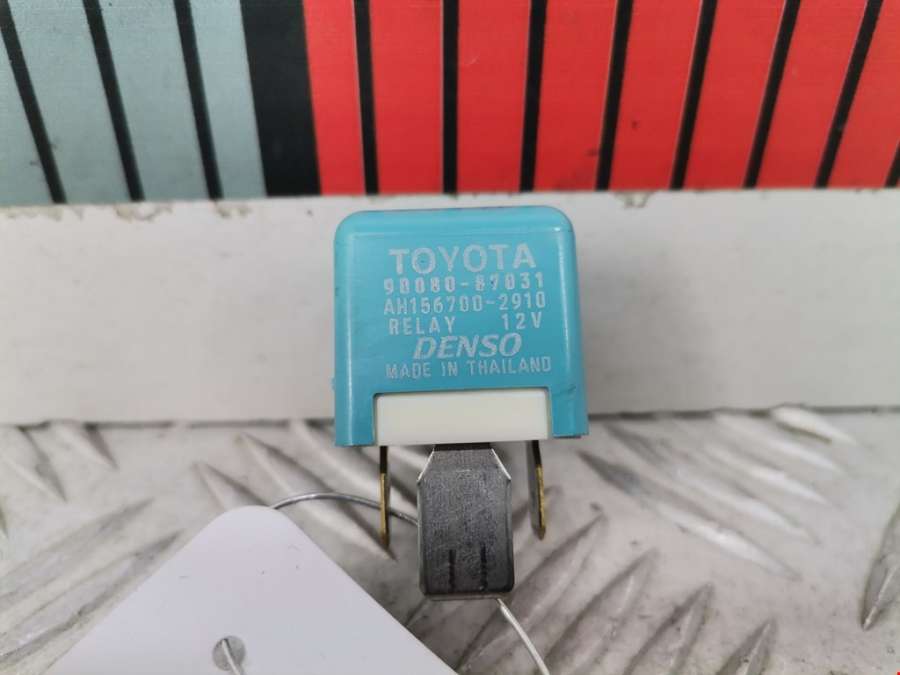 TOYOTA
90080-87031
AH156700-2910
RELAY 12V
DENSO
MADE IN THAILAND